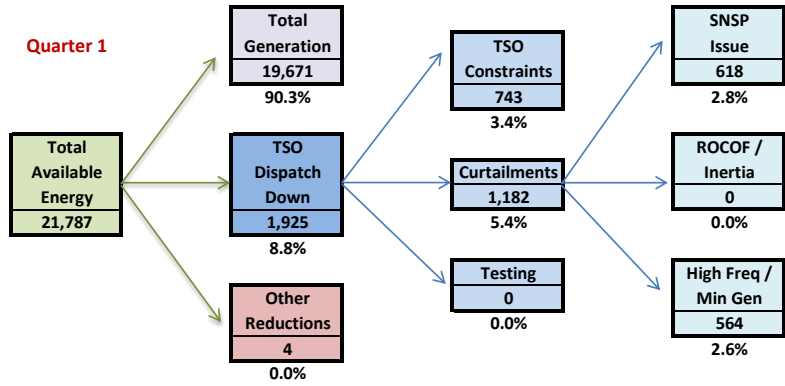 Quarter 1
Total
Available
Energy
21,787
Total
Generation
19,671
90.3%
TSO
Dispatch
Down
1,925
8.8%
Other
Reductions
4
0.0%
TSO
Constraints
743
3.4%
Curtailments
1,182
5.4%
Testing
0
0.0%
SNSP
Issue
618
2.8%
ROCOF /
Inertia
0
0.0%
High Freq /
Min Gen
564
2.6%